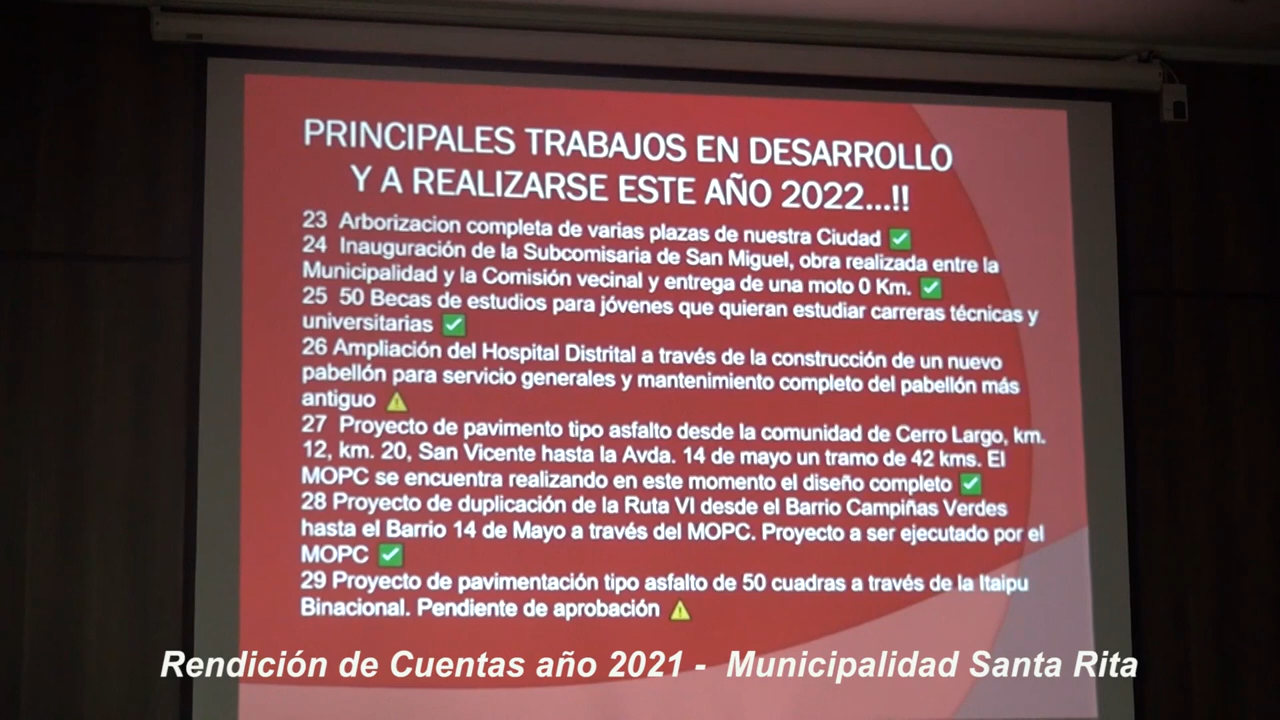 PRINCIPALES TRABAJOS EN DESARROLLO
Y A REALIZARSE ESTE AÑO 2022...!!
23 Arborizacion completa de varias plazas de nuestra Ciudad ✅
24 Inauguración de la Subcomisaria de San Miguel, obra realizada entre la
Municipalidad y la Comisión vecinal y entrega de una moto 0 Km. ✅
25 50 Becas de estudios para jóvenes que quieran estudiar carreras técnicas y
universitarias ✅
26 Ampliación del Hospital Distrital a través de la construcción de un nuevo
pabellón para servicio generales y mantenimiento completo del pabellón más
antiguo ⚠
27 Proyecto de pavimento tipo asfalto desde la comunidad de Cerro Largo, km.
12, km. 20, San Vicente hasta la Avda. 14 de mayo un tramo de 42 kms. El
MOPC se encuentra realizando en este momento el diseño completo ✅
28 Proyecto de duplicación de la Ruta VI desde el Barrio Campiñas Verdes
hasta el Barrio 14 de Mayo a través del MOPC. Proyecto a ser ejecutado por el
MOPC ✅
29 Proyecto de pavimentación tipo asfalto de 50 cuadras a través de la Itaipu
Binacional. Pendiente de aprobación ⚠
Rendición de Cuentas año 2021 - Municipalidad Santa Rita